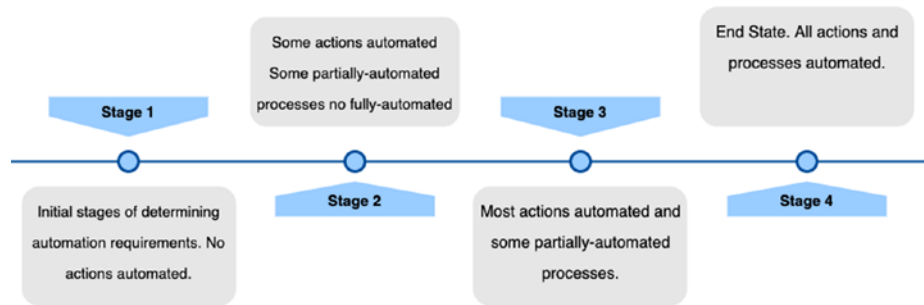 Stage 1
Initial stages of determining
automation requirements. No
actions automated.
Some actions automated
Some partially-automated
processes no fully-automated
Stage 2
Stage 3
Most actions automated and
some partially-automated
processes.
End State. All actions and
processes automated.
Stage 4